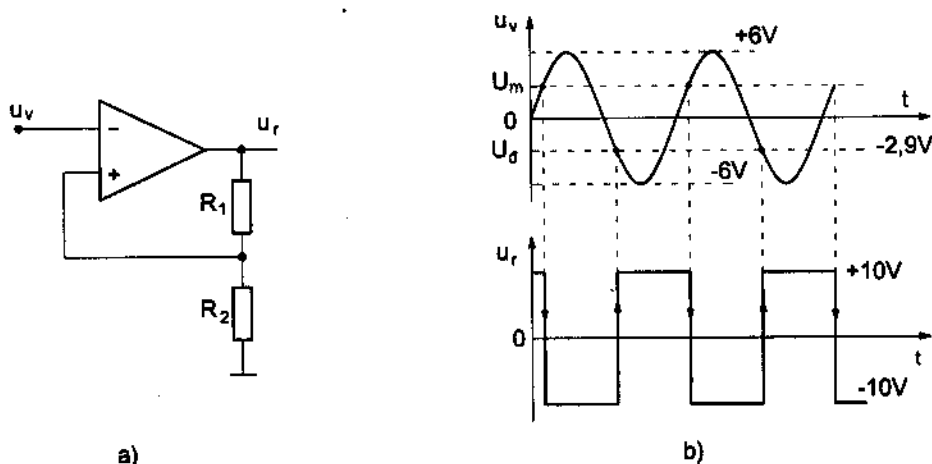 u_v
-
+
u_r
R_1
R_2
a)
u_v
+6V
U_m
t
0
U_d
-2,9V
-6V
u_r
+10V
0
t
-10V
b)